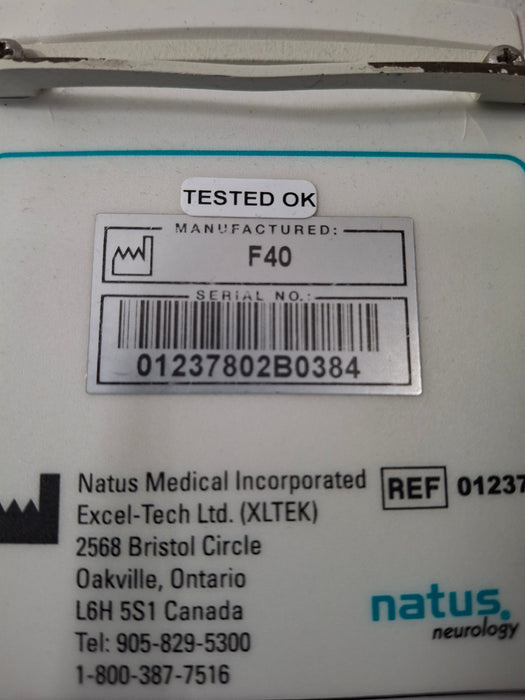 TESTED OK
MANUFACTURED:
F40
SERIAL NO.:
01237802B0384
Natus Medical Incorporated
Excel-Tech Ltd. (XLTEK)
2568 Bristol Circle
Oakville, Ontario
L6H 5S1 Canada
Tel: 905-829-5300
1-800-387-7516
REF
natus.
neurology